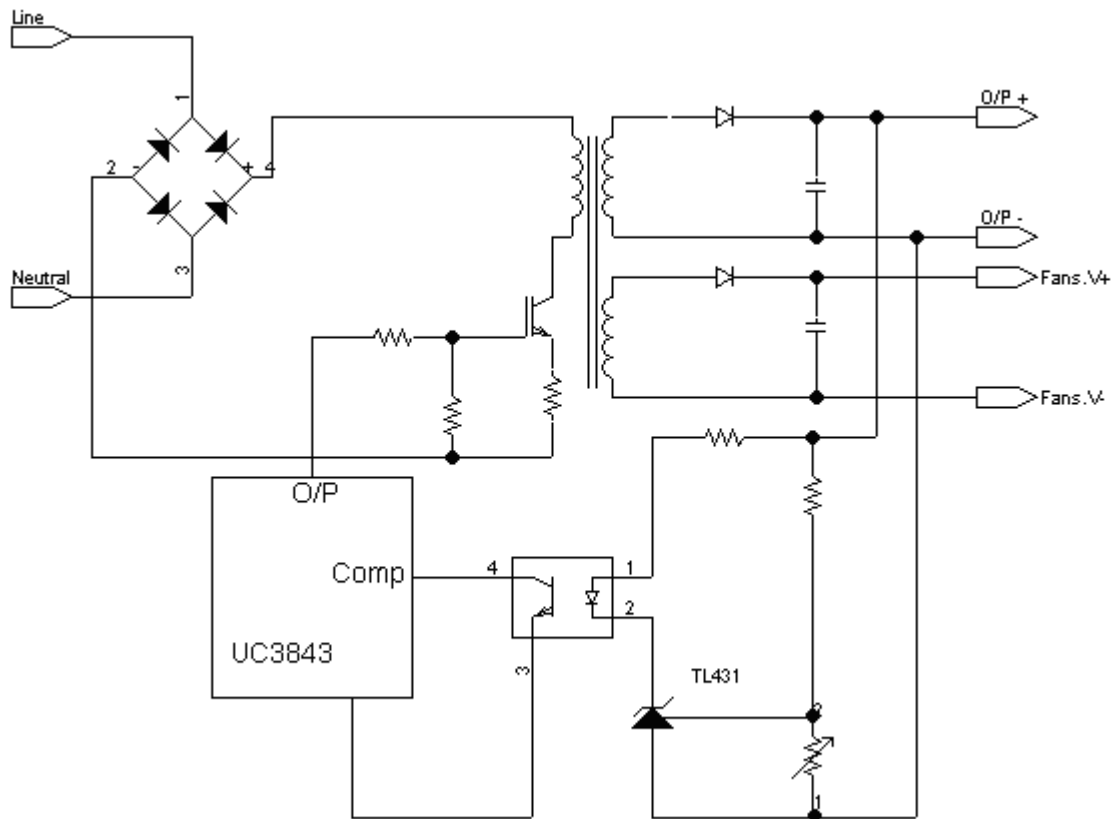 Line
1
O/P +
2
-
+
4
O/P -
3
Neutral
Fans.V+
Fans.V-
O/P
Comp
4
1
2
UC3843
3
TL431
2
1